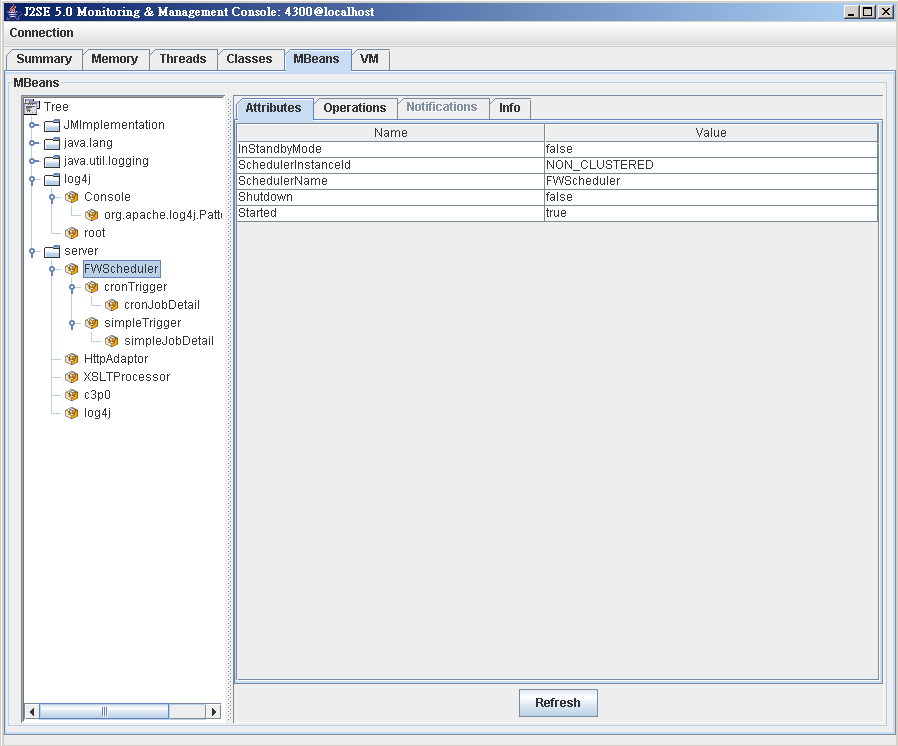 J2SE 5.0 Monitoring & Management Console: 4300@localhost
Connection
Summary Memory Threads Classes MBeans VM
MBeans
Tree
JMImplementation
java.lang
java.util.logging
log4j
Console
org.apache.log4j.Patt
root
server
FWScheduler
cronTrigger
cronJobDetail
simpleTrigger
simpleJobDetail
HttpAdaptor
XSLTProcessor
c3p0
log4j
Attributes Operations Notifications Info
Name Value
InStandbyMode false
SchedulerInstanceId NON_CLUSTERED
SchedulerName FWScheduler
Shutdown false
Started true
Refresh